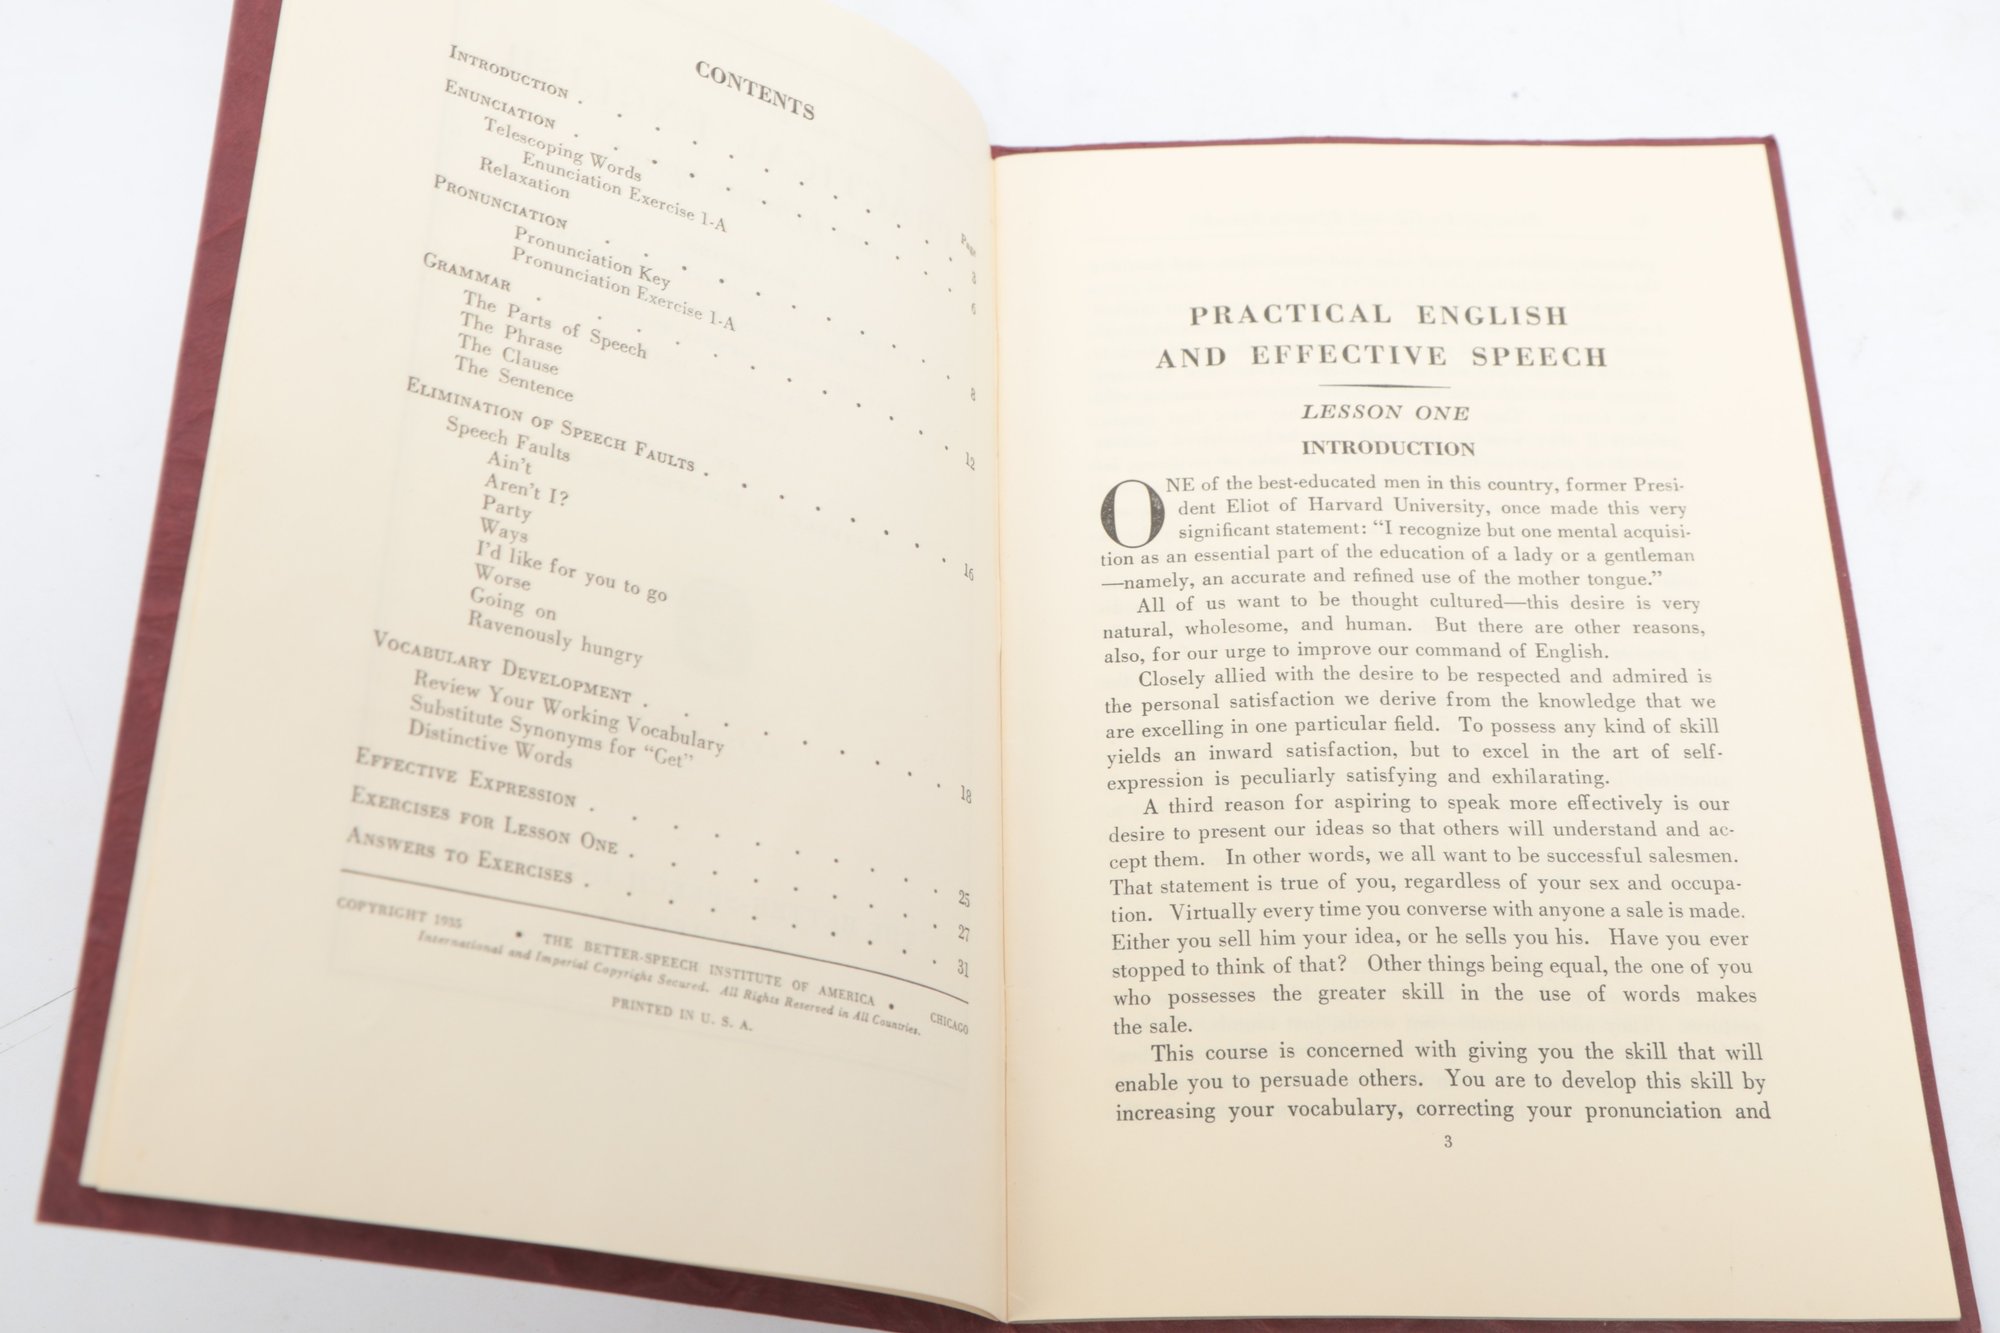 CONTENTS
Page
INTRODUCTION . . . . . . . . . . . 3
ENUNCIATION . . . . . . . . . . . 6
Telescoping Words
Enunciation Exercise 1-A
Relaxation
PRONUNCIATION . . . . . . . . . . . 8
Pronunciation Key
Pronunciation Exercise 1-A
GRAMMAR . . . . . . . . . . . . 12
The Parts of Speech
The Phrase
The Clause
The Sentence
ELIMINATION OF SPEECH FAULTS . . . . . . . . 16
Speech Faults
Ain't
Aren't I?
Party
Ways
I'd like for you to go
Worse
Going on
Ravenously hungry
VOCABULARY DEVELOPMENT . . . . . . . . . 18
Review Your Working Vocabulary
Substitute Synonyms for "Get"
Distinctive Words
EFFECTIVE EXPRESSION . . . . . . . . . . 25
EXERCISES FOR LESSON ONE . . . . . . . . . 27
ANSWERS TO EXERCISES . . . . . . . . . . 31
COPYRIGHT 1935 • THE BETTER-SPEECH INSTITUTE OF AMERICA • CHICAGO
International and Imperial Copyright Secured. All Rights Reserved in All Countries.
PRINTED IN U. S. A.
PRACTICAL ENGLISH
AND EFFECTIVE SPEECH
LESSON ONE
INTRODUCTION
ONE of the best-educated men in this country, former Presi-
dent Eliot of Harvard University, once made this very
significant statement: "I recognize but one mental acquisi-
tion as an essential part of the education of a lady or a gentleman
—namely, an accurate and refined use of the mother tongue."
All of us want to be thought cultured—this desire is very
natural, wholesome, and human. But there are other reasons,
also, for our urge to improve our command of English.
Closely allied with the desire to be respected and admired is
the personal satisfaction we derive from the knowledge that we
are excelling in one particular field. To possess any kind of skill
yields an inward satisfaction, but to excel in the art of self-
expression is peculiarly satisfying and exhilarating.
A third reason for aspiring to speak more effectively is our
desire to present our ideas so that others will understand and ac-
cept them. In other words, we all want to be successful salesmen.
That statement is true of you, regardless of your sex and occupa-
tion. Virtually every time you converse with anyone a sale is made.
Either you sell him your idea, or he sells you his. Have you ever
stopped to think of that? Other things being equal, the one of you
who possesses the greater skill in the use of words makes
the sale.
This course is concerned with giving you the skill that will
enable you to persuade others. You are to develop this skill by
increasing your vocabulary, correcting your pronunciation and
3